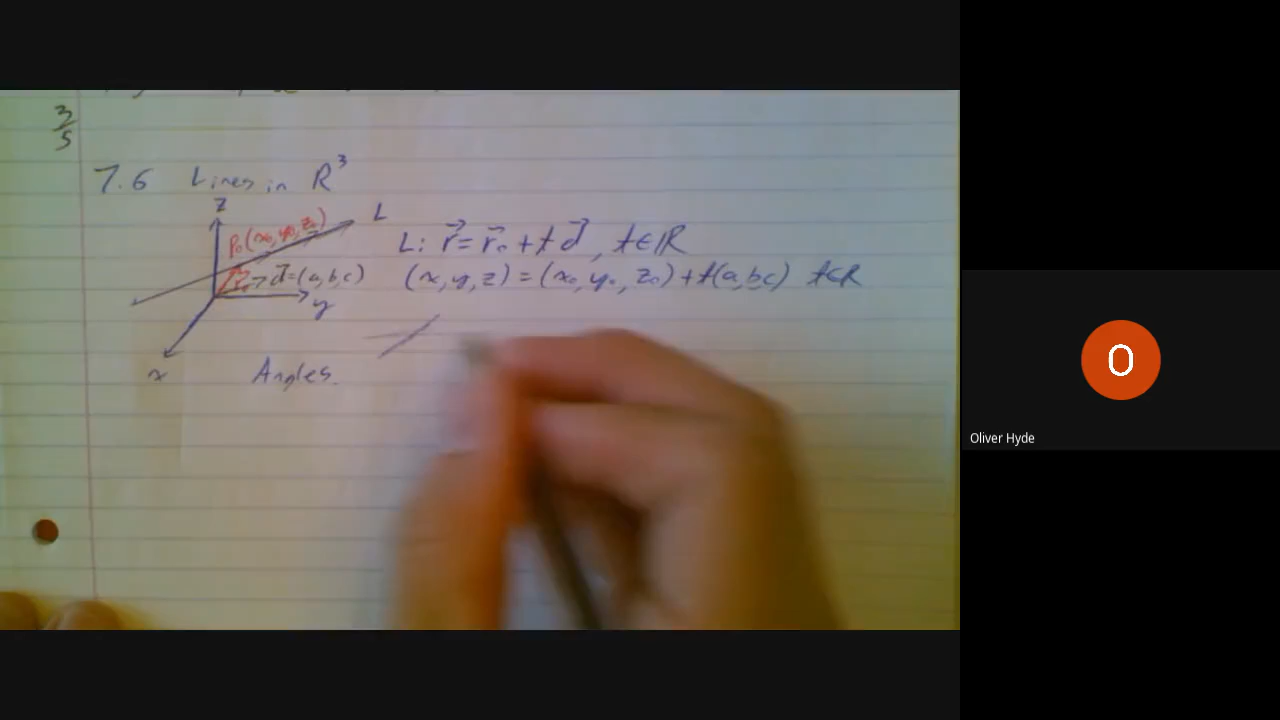 3/5
7.6 Lines in R³
z
L
P₀(x₀,y₀,z₀)
L: r⃗ = r⃗₀ + t d⃗ , t∈ℝ
d⃗=(a,b,c)
(x,y,z) = (x₀,y₀,z₀)+t(a,b,c) t∈ℝ
y
x
Angles.
O
Oliver Hyde